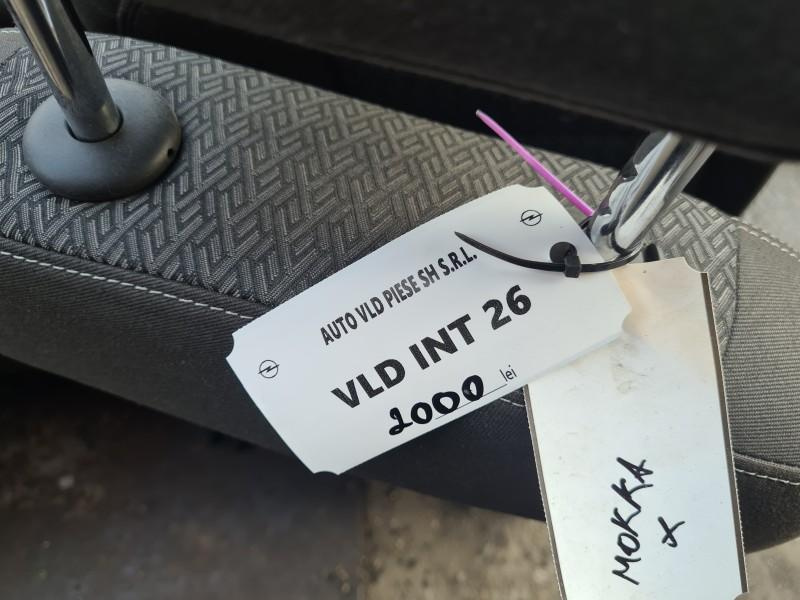 AUTO VLD PIESE SH S.R.L.
VLD INT 26
2000 lei
MOKKA
X